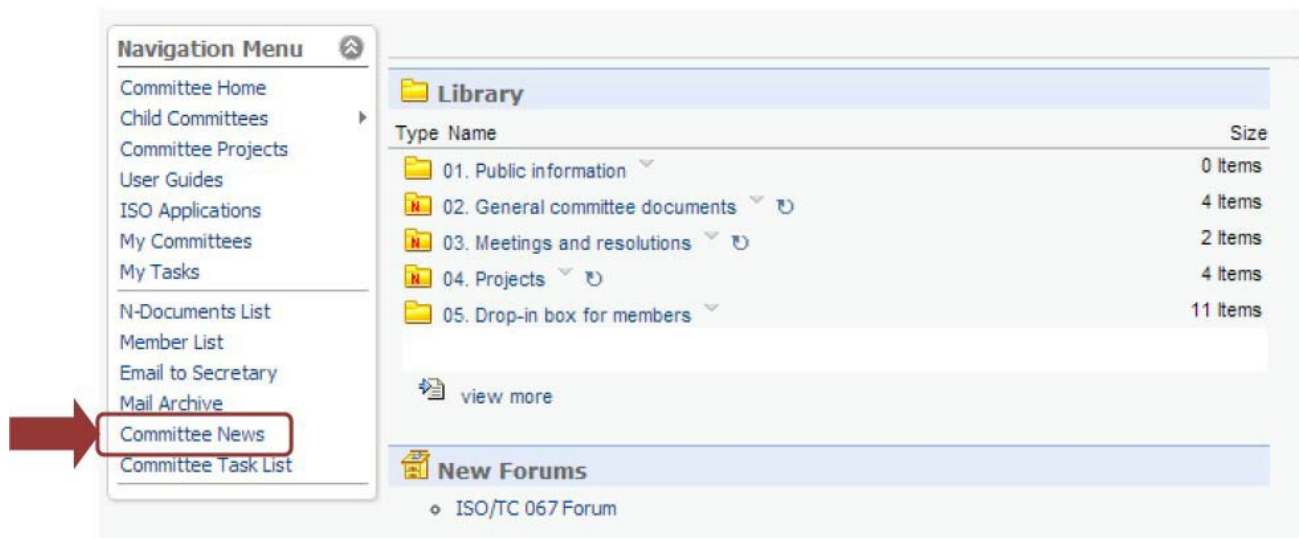 Navigation Menu
Committee Home
Child Committees
Committee Projects
User Guides
ISO Applications
My Committees
My Tasks
N-Documents List
Member List
Email to Secretary
Mail Archive
Committee News
Committee Task List
Library
Type Name Size
01. Public information 0 Items
N 02. General committee documents 4 Items
N 03. Meetings and resolutions 2 Items
N 04. Projects 4 Items
05. Drop-in box for members 11 Items
view more
New Forums
ISO/TC 067 Forum